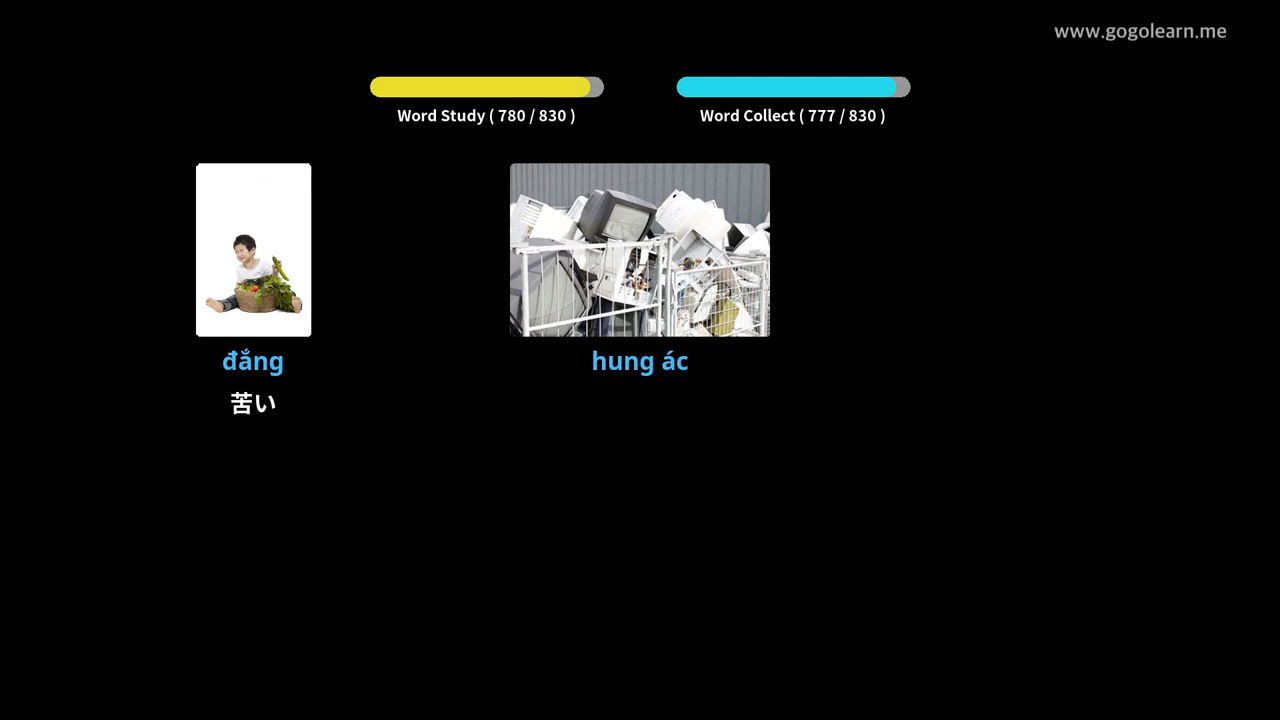 www.gogolearn.me
Word Study ( 780 / 830 )
Word Collect ( 777 / 830 )
đắng
苦い
hung ác